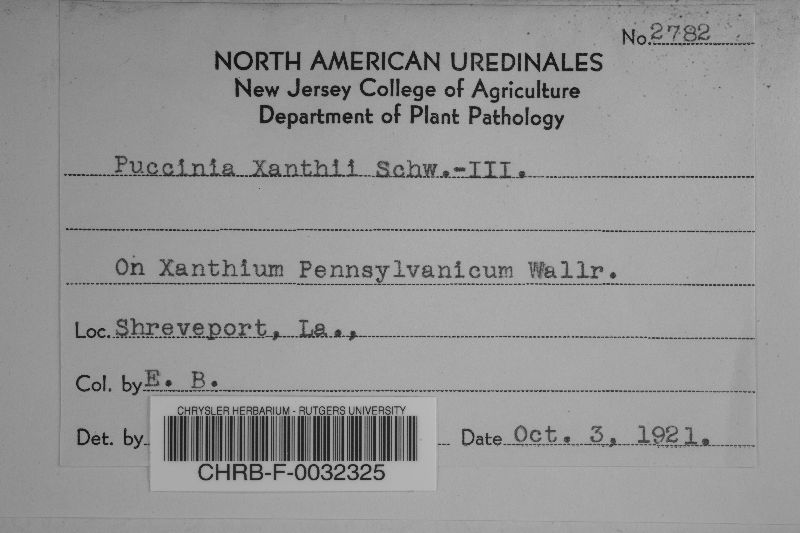 No. 2782
NORTH AMERICAN UREDINALES
New Jersey College of Agriculture
Department of Plant Pathology
Puccinia Xanthii Schw.-III.
On Xanthium Pennsylvanicum Wallr.
Loc. Shreveport, La.,
Col. by E. B.
Det. by
Date Oct. 3, 1921.
CHRYSLER HERBARIUM - RUTGERS UNIVERSITY
CHRB-F-0032325